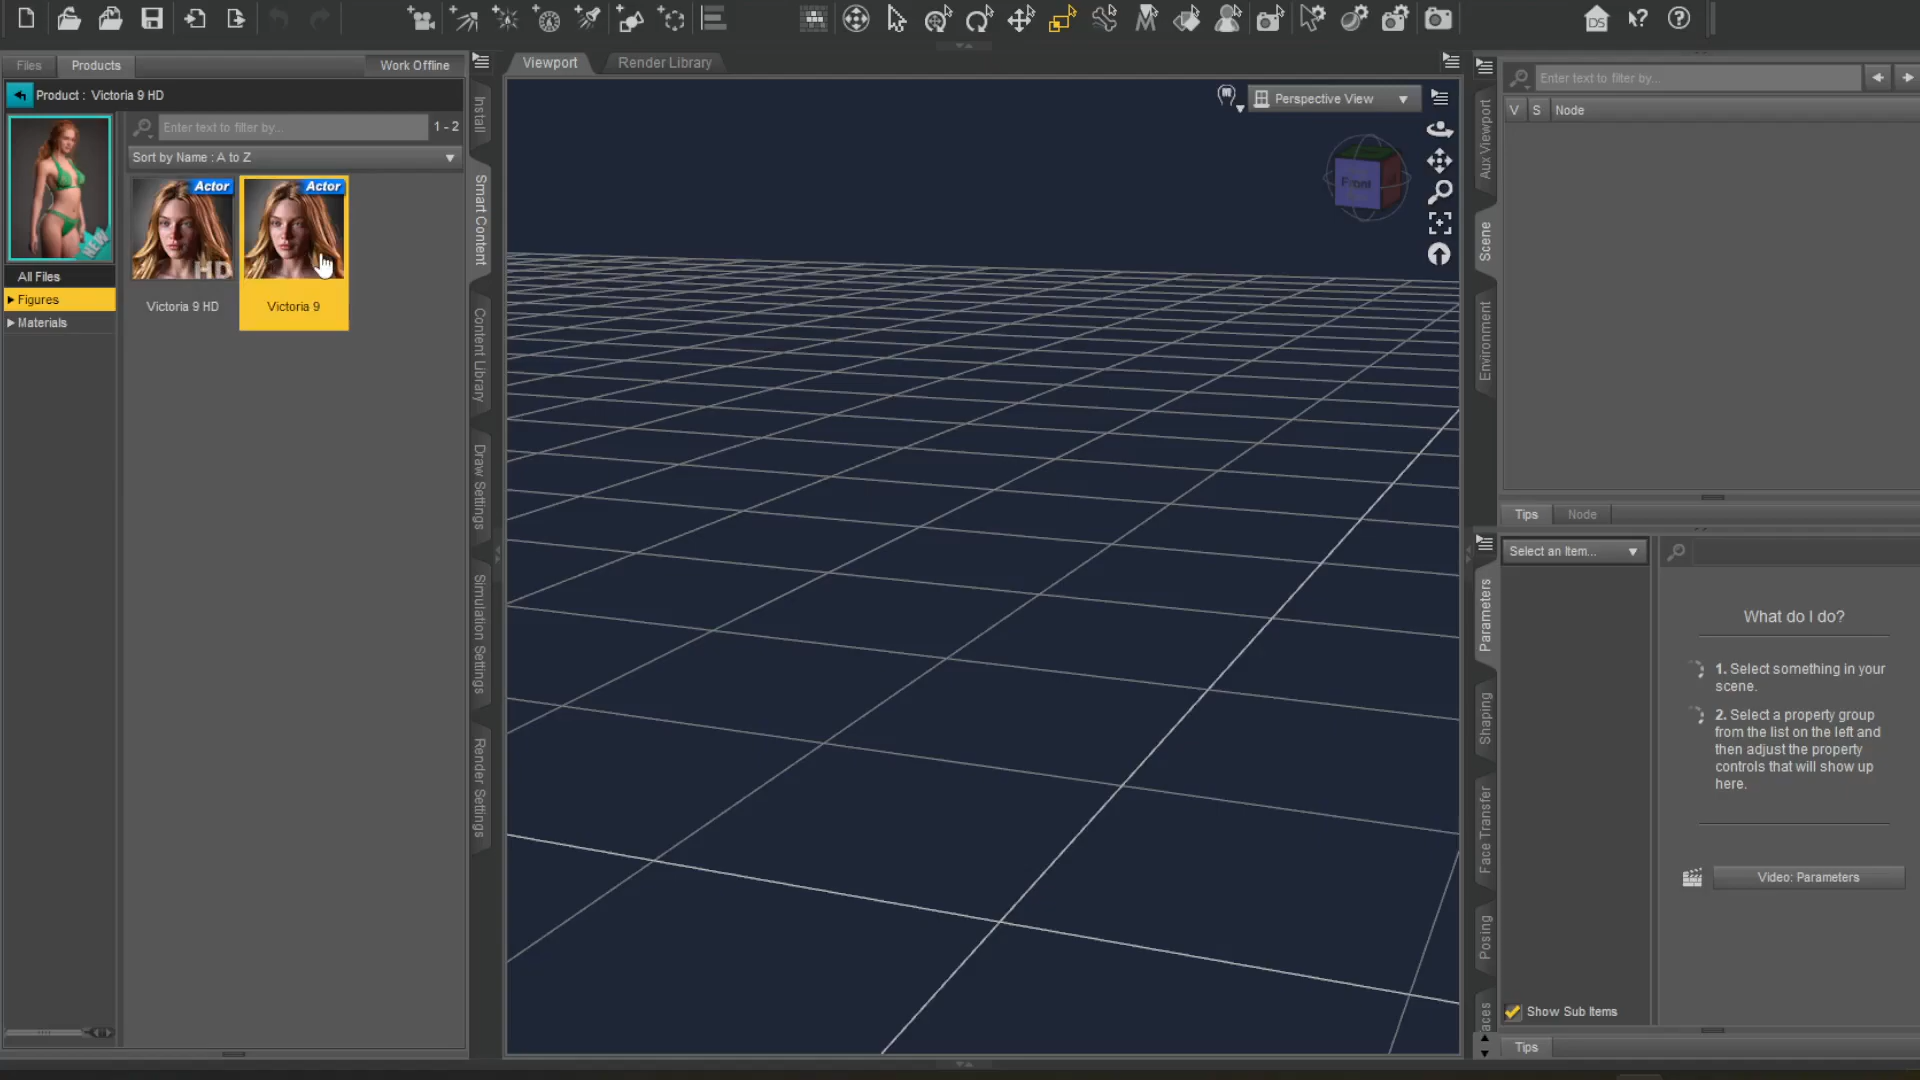 DS
Files
Products
Work Offline
Product : Victoria 9 HD
Enter text to filter by...
1 - 2
Sort by Name : A to Z
Actor
HD
Victoria 9 HD
Actor
Victoria 9
NEW
All Files
Figures
Materials
Install
Smart Content
Content Library
Draw Settings
Simulation Settings
Render Settings
Viewport
Render Library
Perspective View
Front
Aux Viewport
Scene
Environment
Enter text to filter by...
V
S
Node
Tips
Node
Select an Item...
Parameters
Shaping
Face Transfer
Posing
What do I do?
1. Select something in your
scene.
2. Select a property group
from the list on the left and
then adjust the property
controls that will show up
here.
Video: Parameters
Show Sub Items
Tips